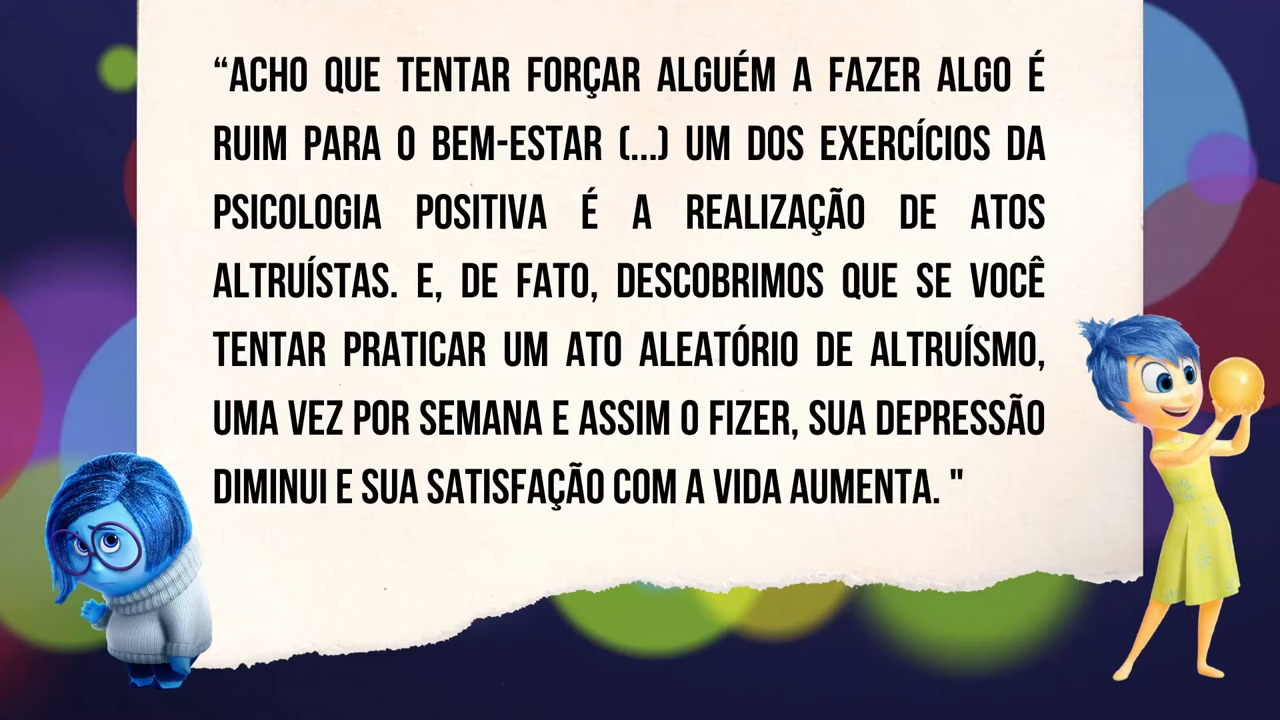 “ACHO QUE TENTAR FORÇAR ALGUÉM A FAZER ALGO É
RUIM PARA O BEM-ESTAR (...) UM DOS EXERCÍCIOS DA
PSICOLOGIA POSITIVA É A REALIZAÇÃO DE ATOS
ALTRUÍSTAS. E, DE FATO, DESCOBRIMOS QUE SE VOCÊ
TENTAR PRATICAR UM ATO ALEATÓRIO DE ALTRUÍSMO,
UMA VEZ POR SEMANA E ASSIM O FIZER, SUA DEPRESSÃO
DIMINUI E SUA SATISFAÇÃO COM A VIDA AUMENTA. "